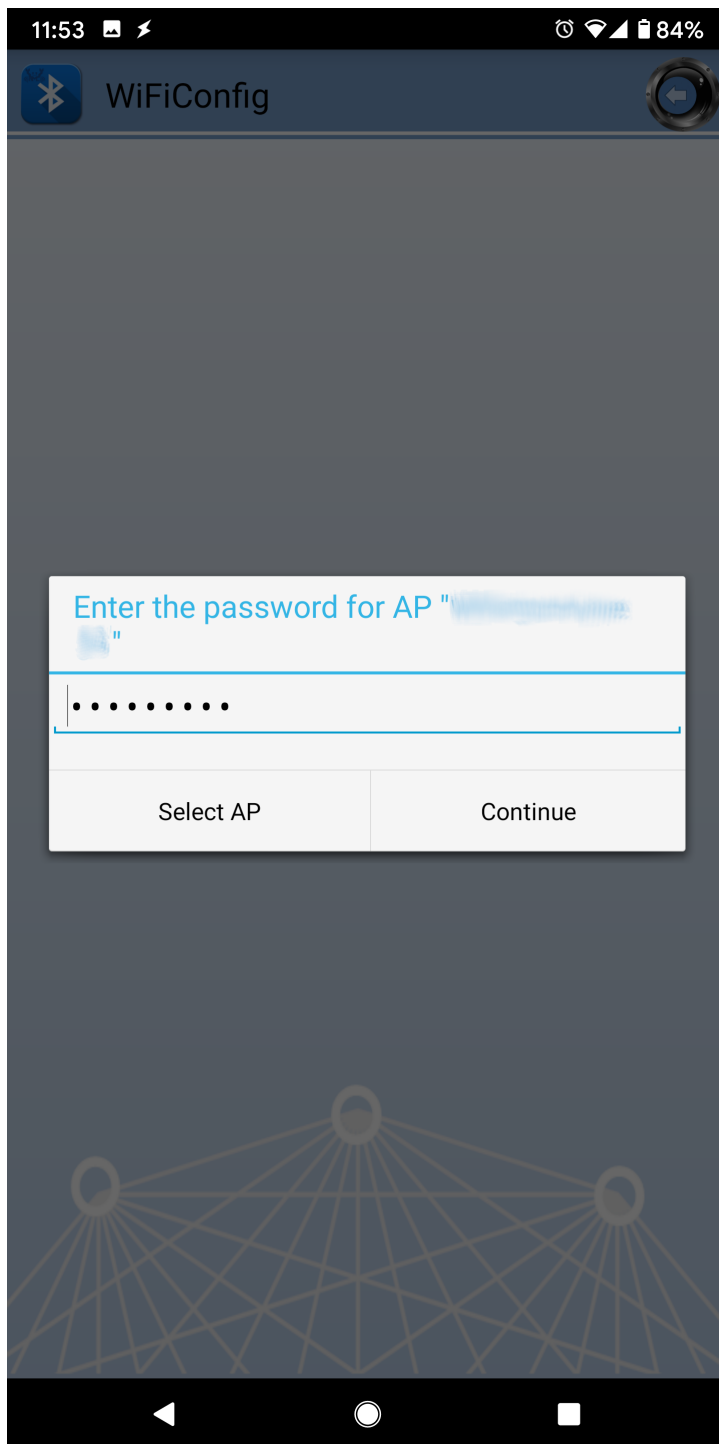 11:53 84%
WiFiConfig
Enter the password for AP "
"
•••••••••
Select AP Continue